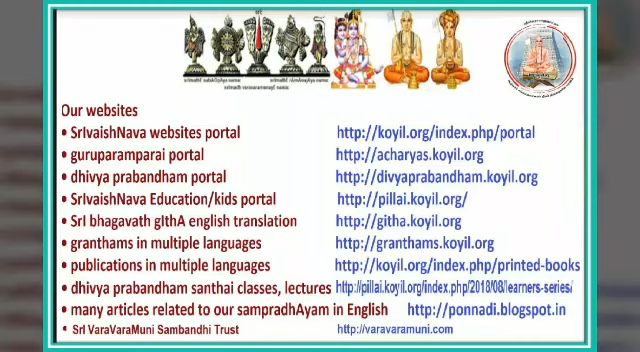 Our websites
• SrIvaishNava websites portal http://koyil.org/index.php/portal
• guruparamparai portal http://acharyas.koyil.org
• dhivya prabandham portal http://divyaprabandham.koyil.org
• SrIvaishNava Education/kids portal http://pillai.koyil.org/
• SrI bhagavath gIthA english translation http://githa.koyil.org
• granthams in multiple languages http://granthams.koyil.org
• publications in multiple languages http://koyil.org/index.php/printed-books
• dhivya prabandham santhai classes, lectures http://pillai.koyil.org/index.php/2018/08/learners-series/
• many articles related to our sampradhAyam in English http://ponnadi.blogspot.in
• SrI VaraVaraMuni Sambandhi Trust http://varavaramuni.com